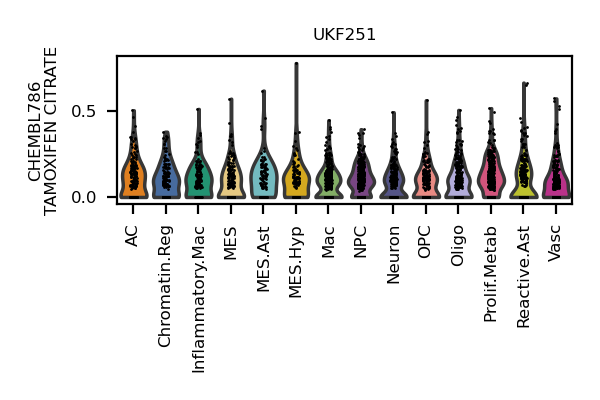 UKF251
CHEMBL786
TAMOXIFEN CITRATE
0.5
0.0
AC
Chromatin.Reg
Inflammatory.Mac
MES
MES.Ast
MES.Hyp
Mac
NPC
Neuron
OPC
Oligo
Prolif.Metab
Reactive.Ast
Vasc